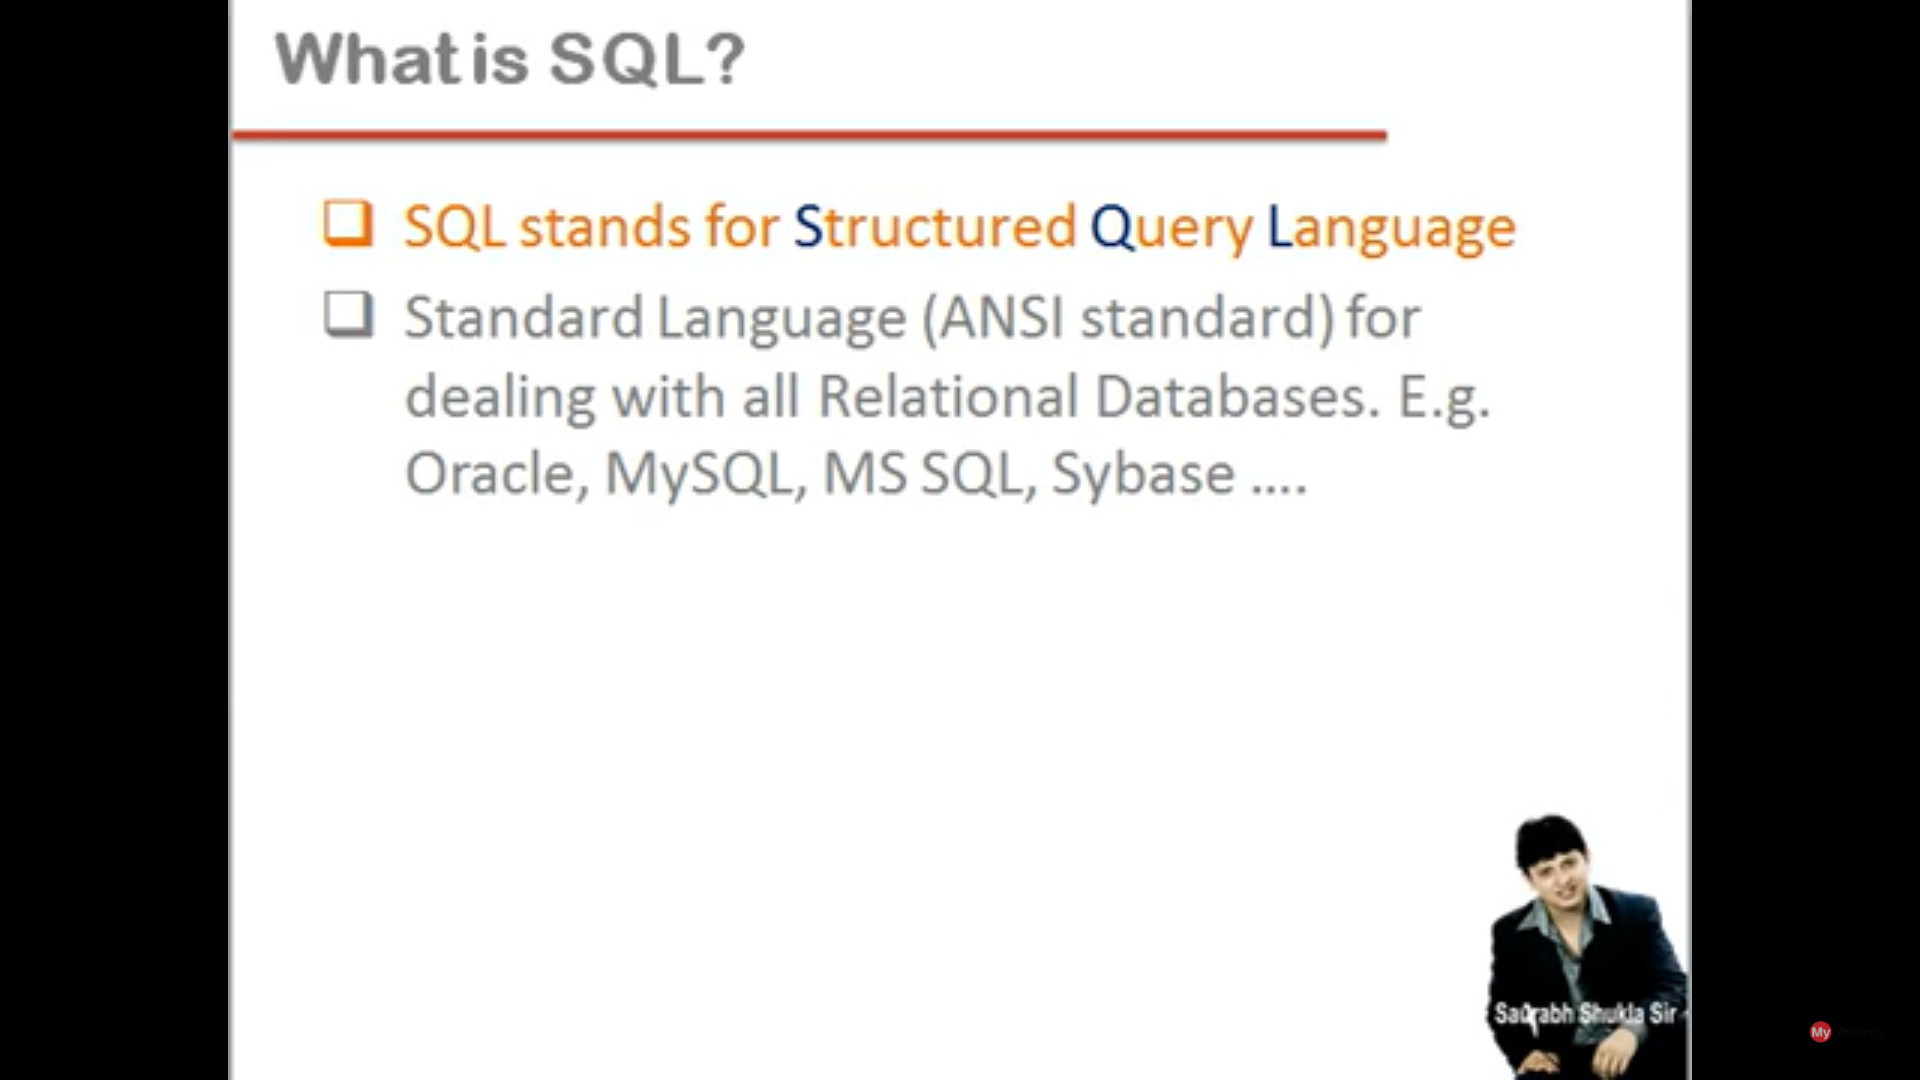 What is SQL?
SQL stands for Structured Query Language
Standard Language (ANSI standard) for
dealing with all Relational Databases. E.g.
Oracle, MySQL, MS SQL, Sybase ....
Saurabh Shukla Sir
My